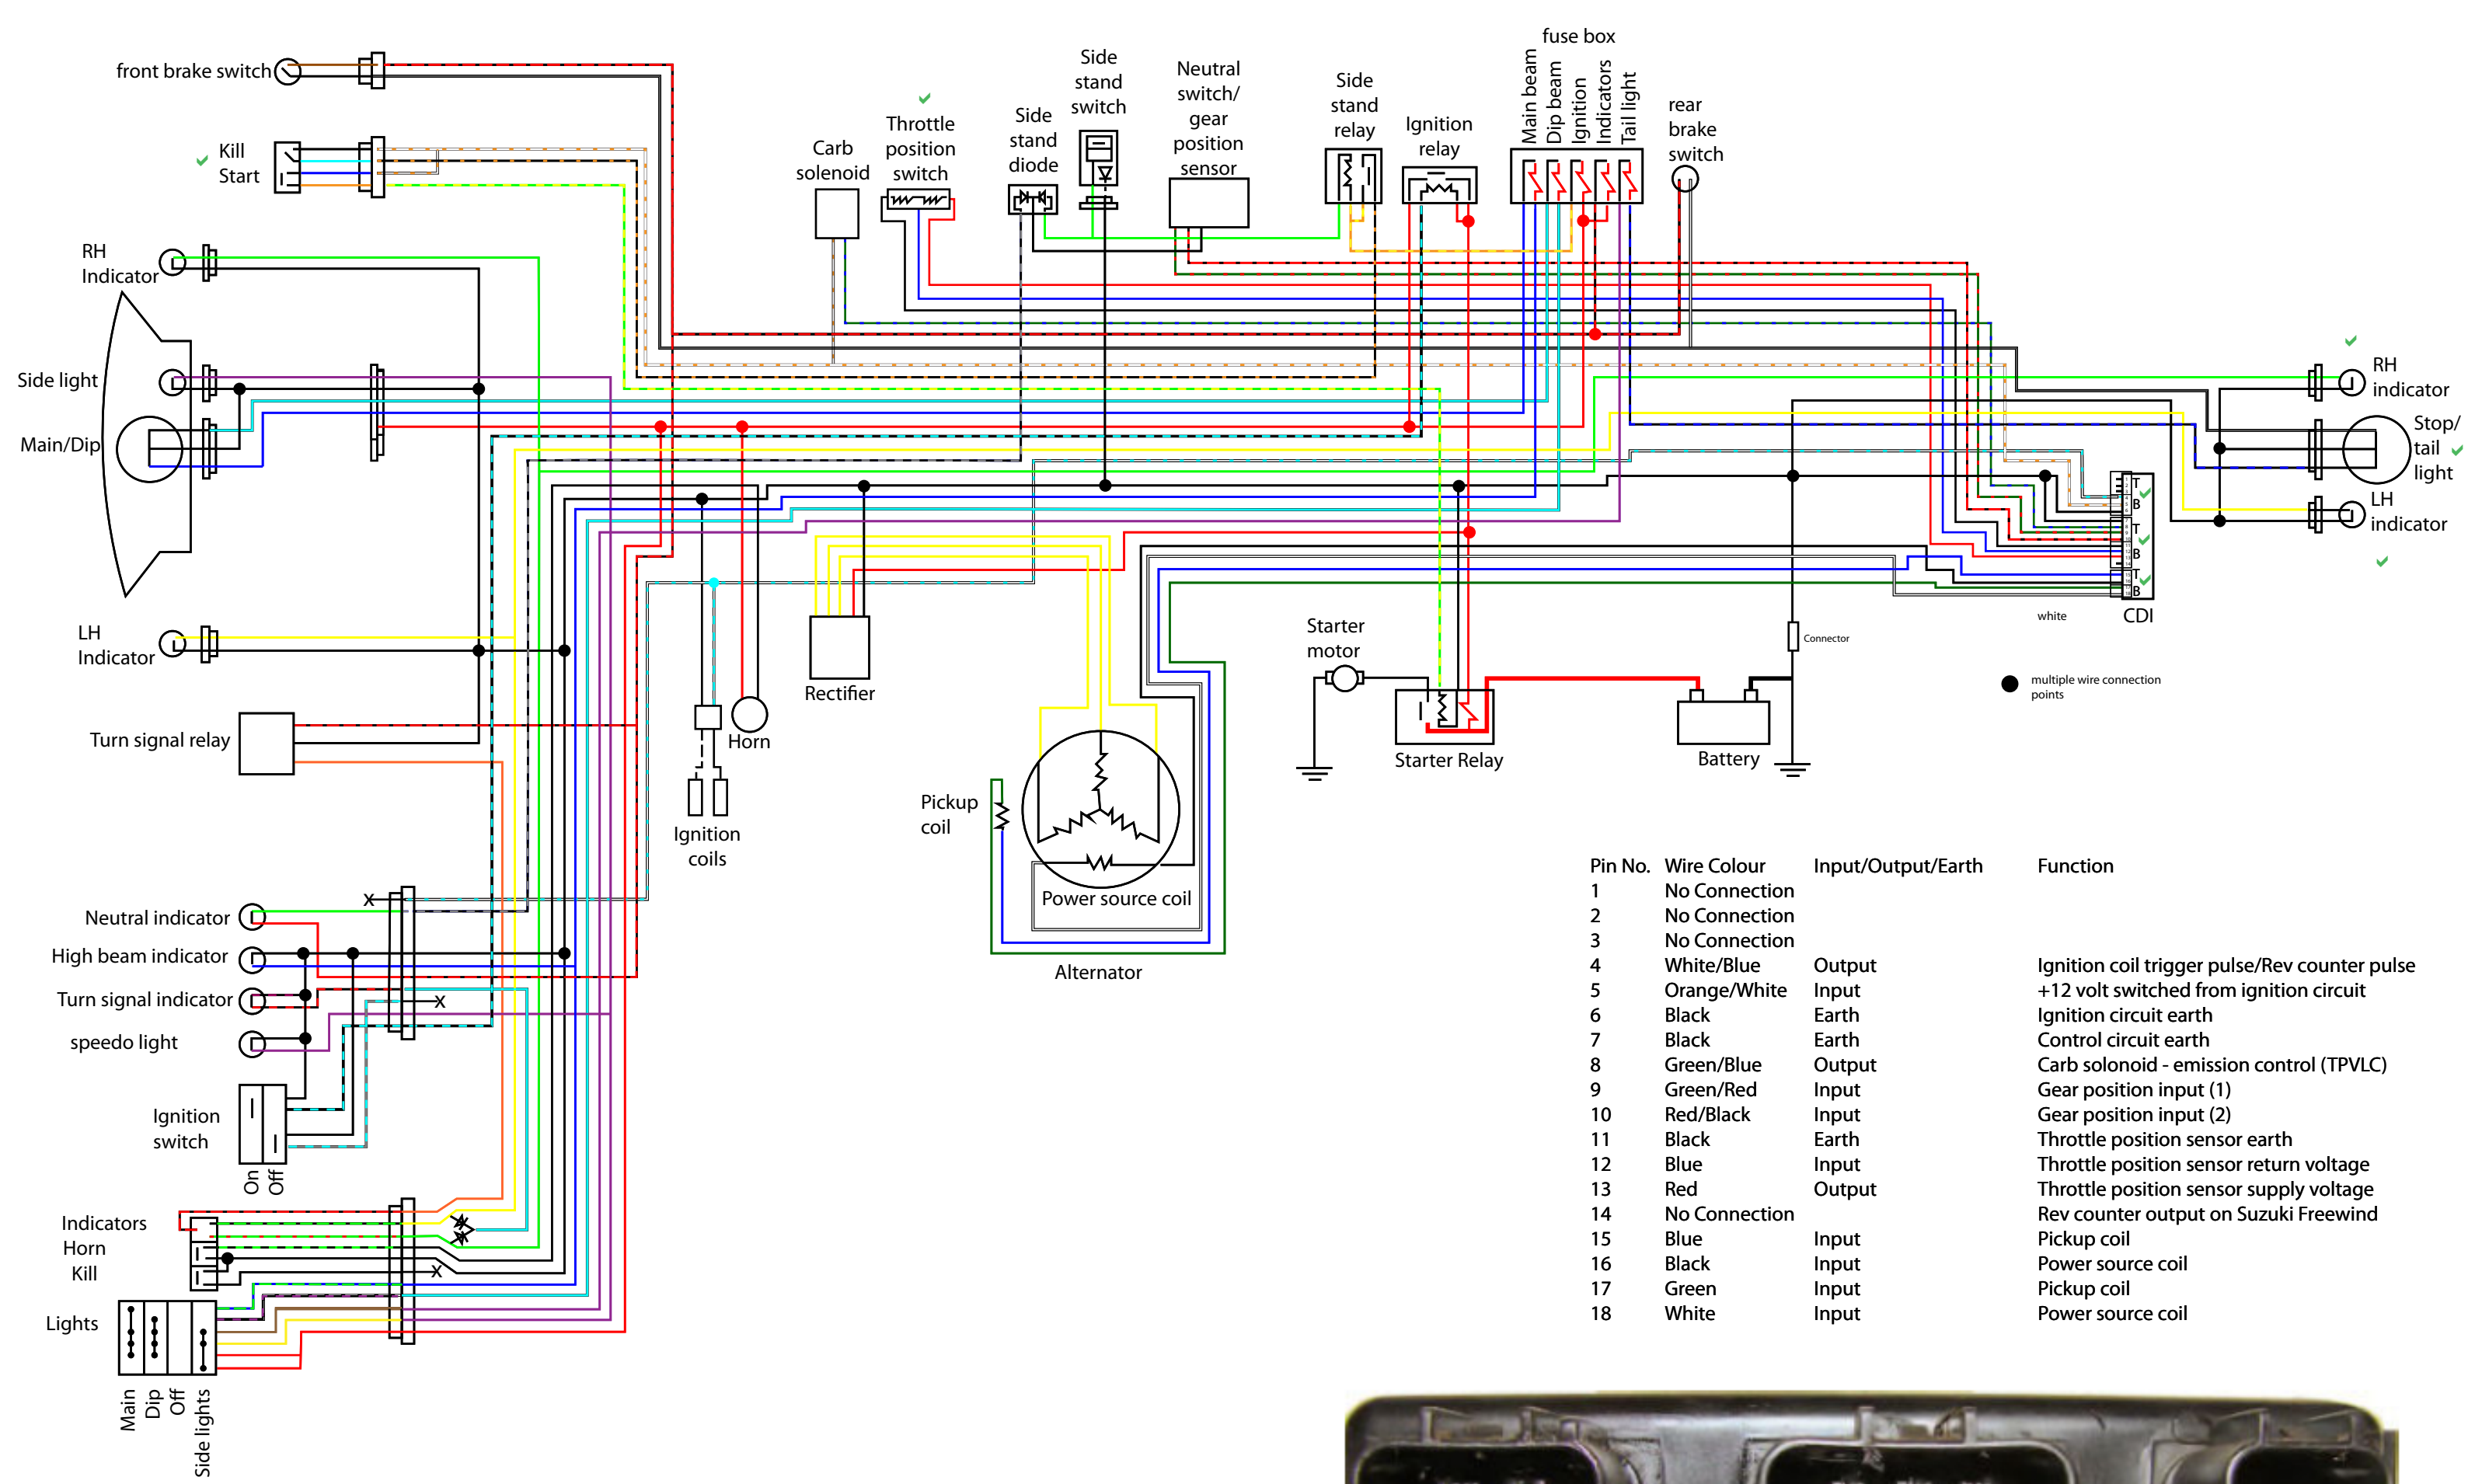 fuse box
front brake switch
Kill
Start
RH
Indicator
Side light
Main/Dip
LH
Indicator
Turn signal relay
Neutral indicator
High beam indicator
Turn signal indicator
speedo light
Ignition
switch
On
Off
Indicators
Horn
Kill
Lights
Main
Dip
Off
Side lights
X
X
X
Carb
solenoid
Throttle
position
switch
Side
stand
diode
Side
stand
switch
Neutral
switch/
gear
position
sensor
Side
stand
relay
Ignition
relay
Main beam
Dip beam
Ignition
Indicators
Tail light
rear
brake
switch
RH
indicator
Stop/
tail
light
LH
indicator
T
B
T
B
T
B
CDI
white
Connector
multiple wire connection
points
Rectifier
Horn
Ignition
coils
Pickup
coil
Power source coil
Alternator
Starter
motor
Starter Relay
Battery
Pin No. Wire Colour Input/Output/Earth Function
1 No Connection
2 No Connection
3 No Connection
4 White/Blue Output Ignition coil trigger pulse/Rev counter pulse
5 Orange/White Input +12 volt switched from ignition circuit
6 Black Earth Ignition circuit earth
7 Black Earth Control circuit earth
8 Green/Blue Output Carb solonoid - emission control (TPVLC)
9 Green/Red Input Gear position input (1)
10 Red/Black Input Gear position input (2)
11 Black Earth Throttle position sensor earth
12 Blue Input Throttle position sensor return voltage
13 Red Output Throttle position sensor supply voltage
14 No Connection Rev counter output on Suzuki Freewind
15 Blue Input Pickup coil
16 Black Input Power source coil
17 Green Input Pickup coil
18 White Input Power source coil